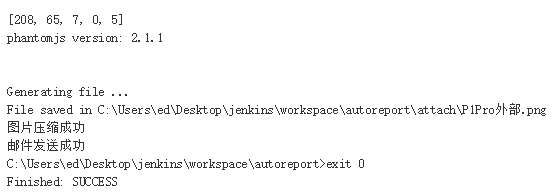 [208, 65, 7, 0, 5]
phantomjs version: 2.1.1
Generating file ...
File saved in C:\Users\ed\Desktop\jenkins\workspace\autoreport\attach\P1Pro外部.png
图片压缩成功
邮件发送成功
C:\Users\ed\Desktop\jenkins\workspace\autoreport>exit 0
Finished: SUCCESS